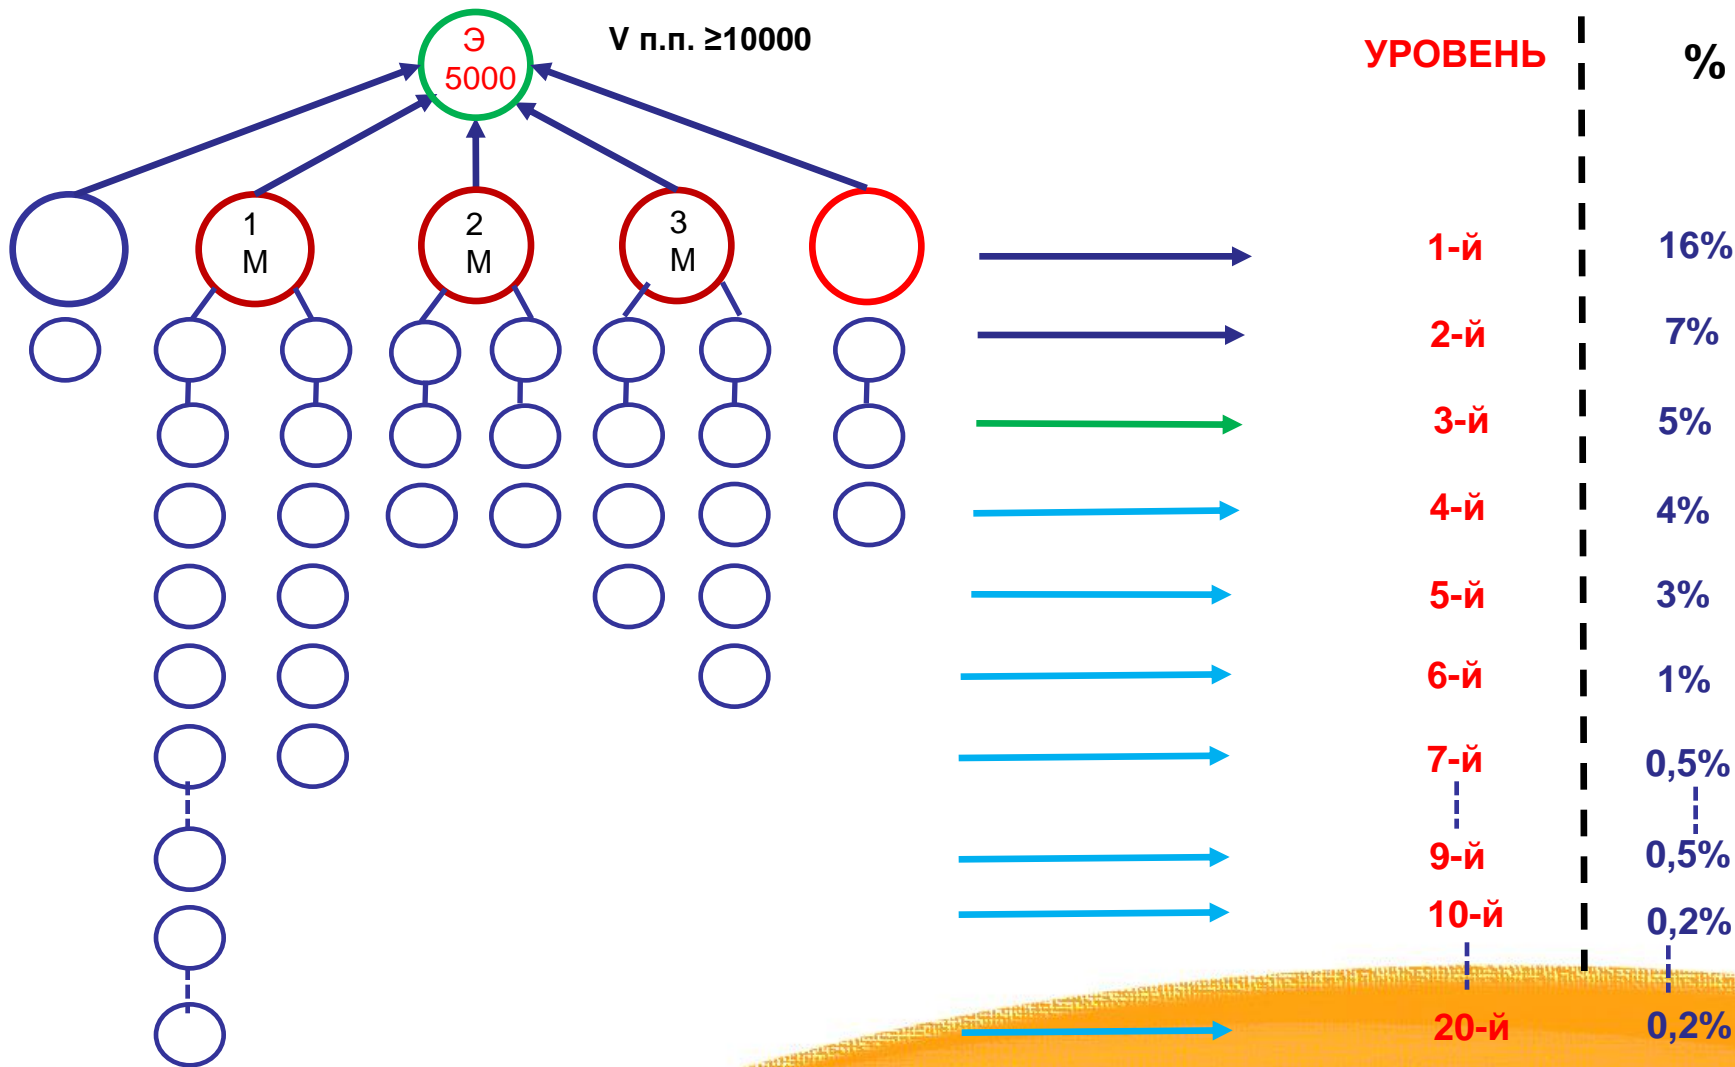 Э
5000
V п.п. ≥10000
УРОВЕНЬ
%
1
М
2
М
3
М
1-й
16%
2-й
7%
3-й
5%
4-й
4%
5-й
3%
6-й
1%
7-й
0,5%
9-й
0,5%
10-й
0,2%
20-й
0,2%